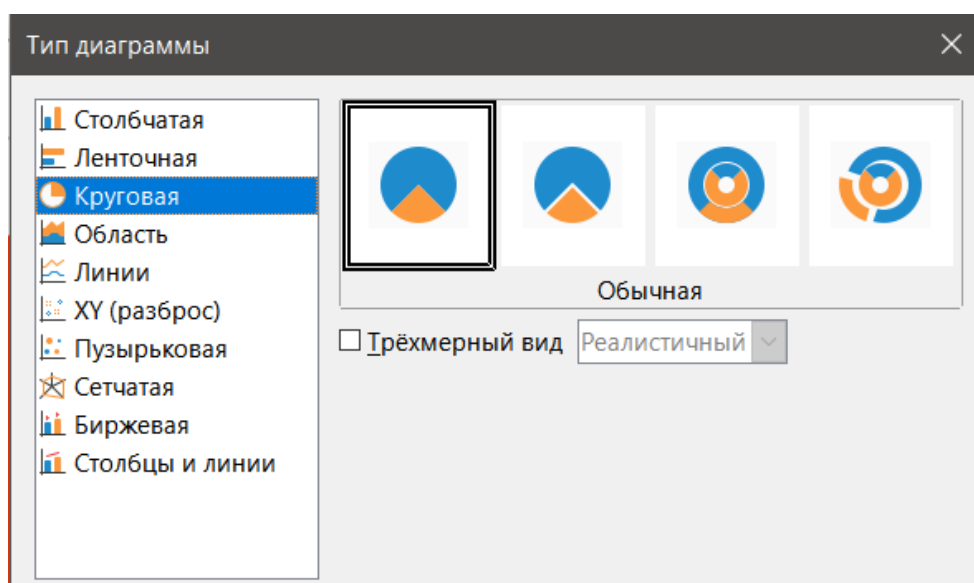 Тип диаграммы
Столбчатая
Ленточная
Круговая
Область
Линии
XY (разброс)
Пузырьковая
Сетчатая
Биржевая
Столбцы и линии
Обычная
Трёхмерный вид Реалистичный